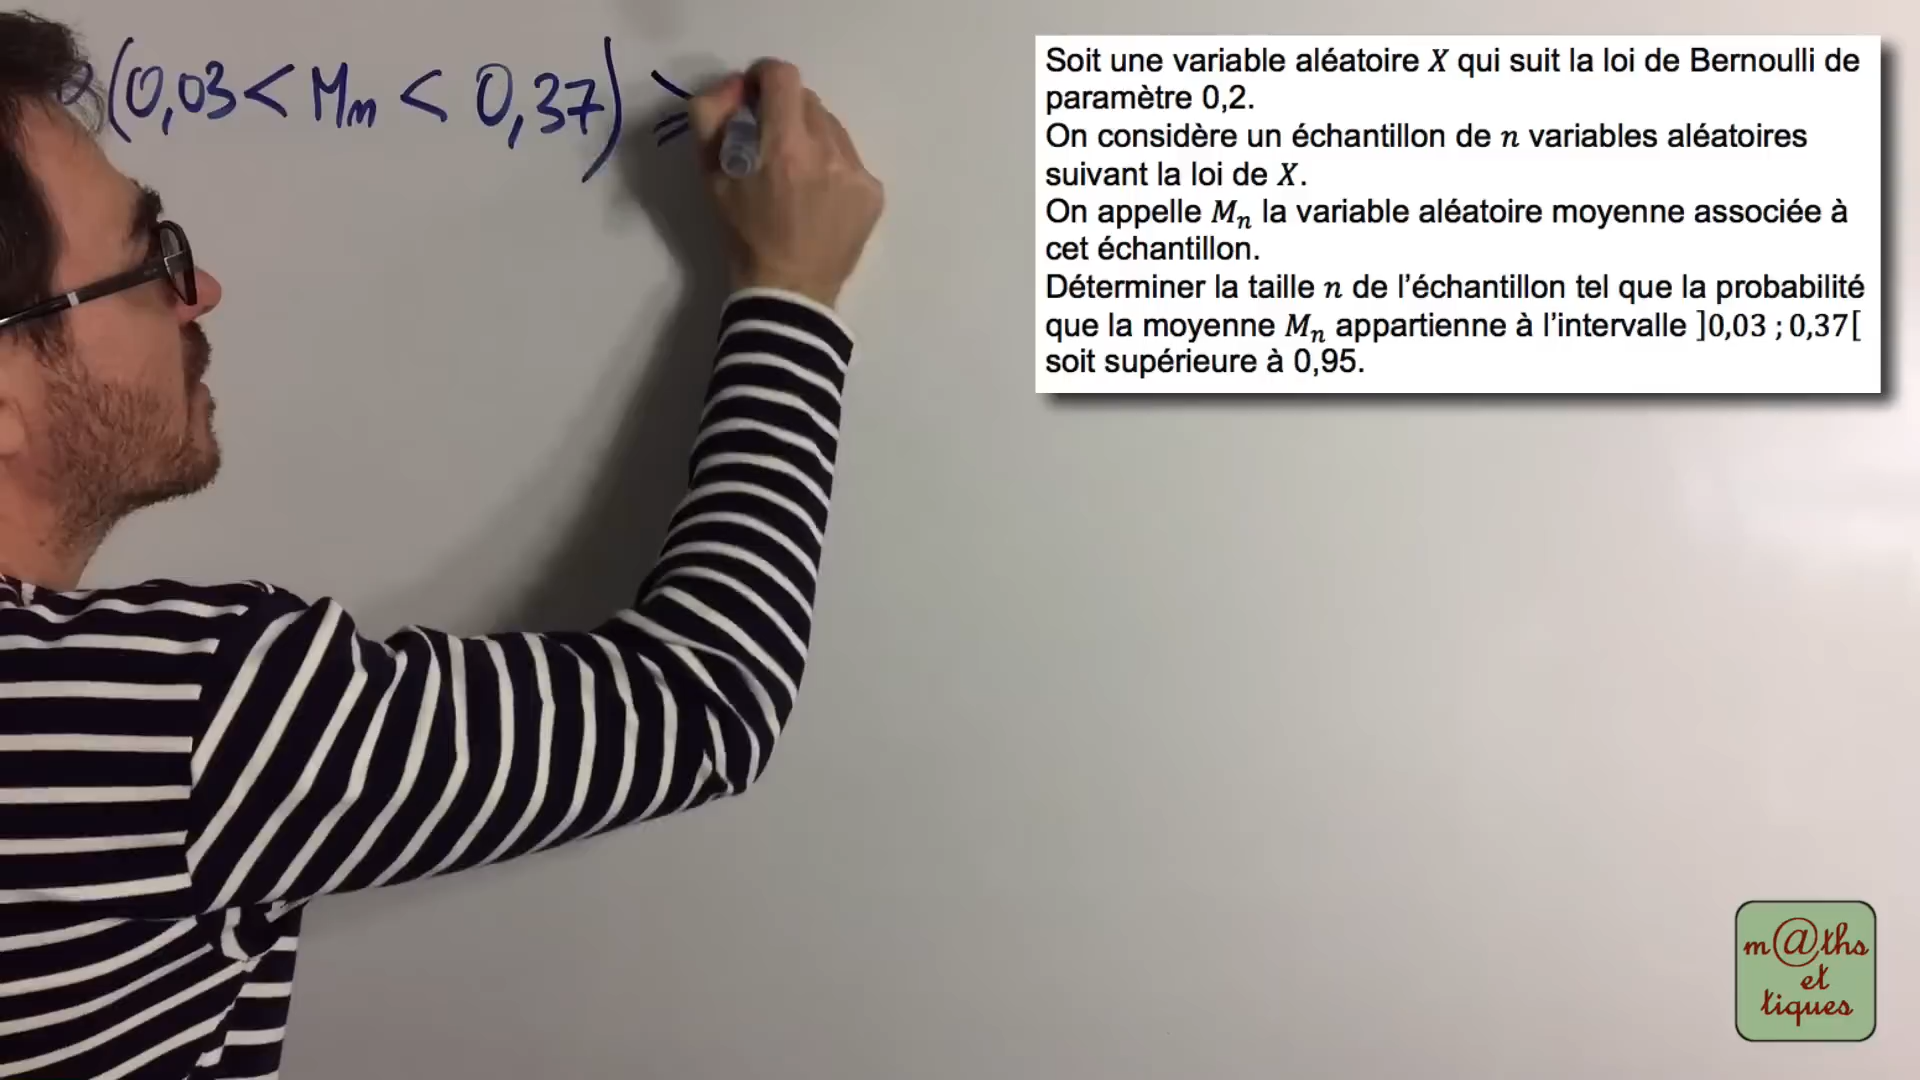 (0,03 < Mn < 0,37) ≥
Soit une variable aléatoire X qui suit la loi de Bernoulli de
paramètre 0,2.
On considère un échantillon de n variables aléatoires
suivant la loi de X.
On appelle Mn la variable aléatoire moyenne associée à
cet échantillon.
Déterminer la taille n de l'échantillon tel que la probabilité
que la moyenne Mn appartienne à l'intervalle ]0,03 ; 0,37[
soit supérieure à 0,95.
m@ths
et
tiques